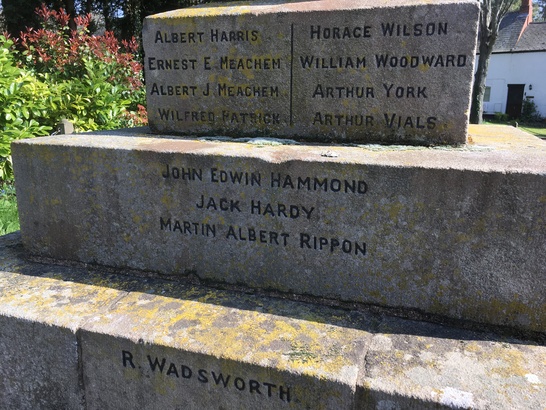 ALBERT HARRIS HORACE WILSON
ERNEST E MEACHEM WILLIAM WOODWARD
ALBERT J MEACHEM ARTHUR YORK
WILFRED PATRICK ARTHUR VIALS
JOHN EDWIN HAMMOND
JACK HARDY
MARTIN ALBERT RIPPON
R. WADSWORTH